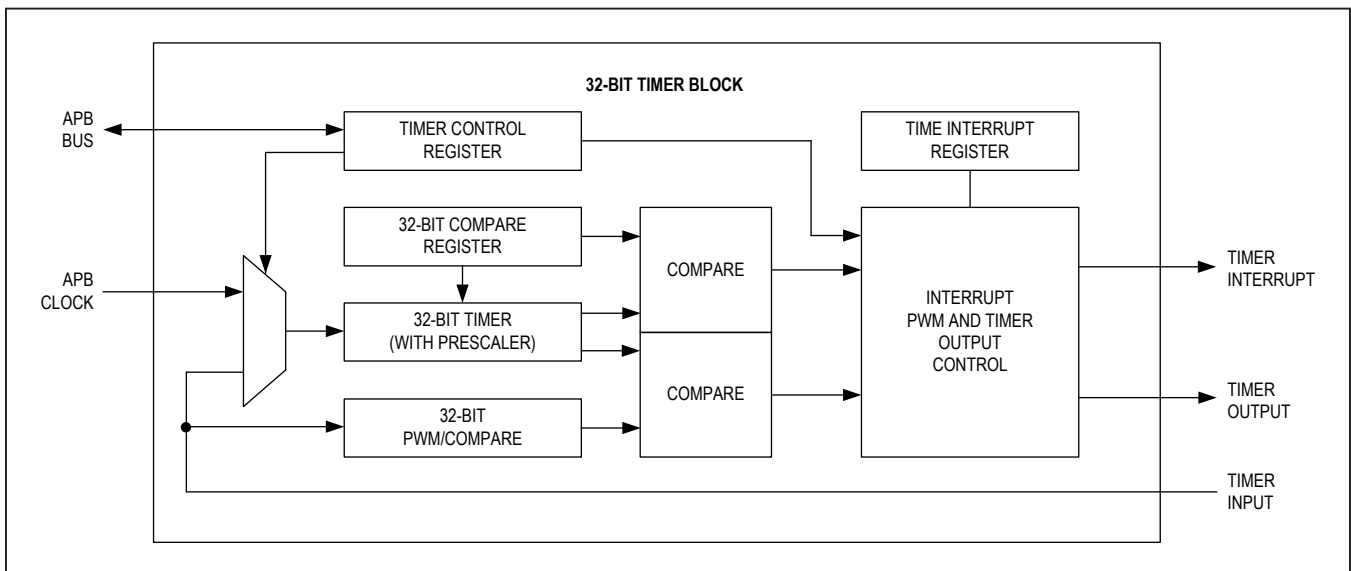 32-BIT TIMER BLOCK
APB
BUS
TIMER CONTROL
REGISTER
TIME INTERRUPT
REGISTER
32-BIT COMPARE
REGISTER
COMPARE
APB
CLOCK
32-BIT TIMER
(WITH PRESCALER)
INTERRUPT
PWM AND TIMER
OUTPUT
CONTROL
TIMER
INTERRUPT
COMPARE
32-BIT
PWM/COMPARE
TIMER
OUTPUT
TIMER
INPUT